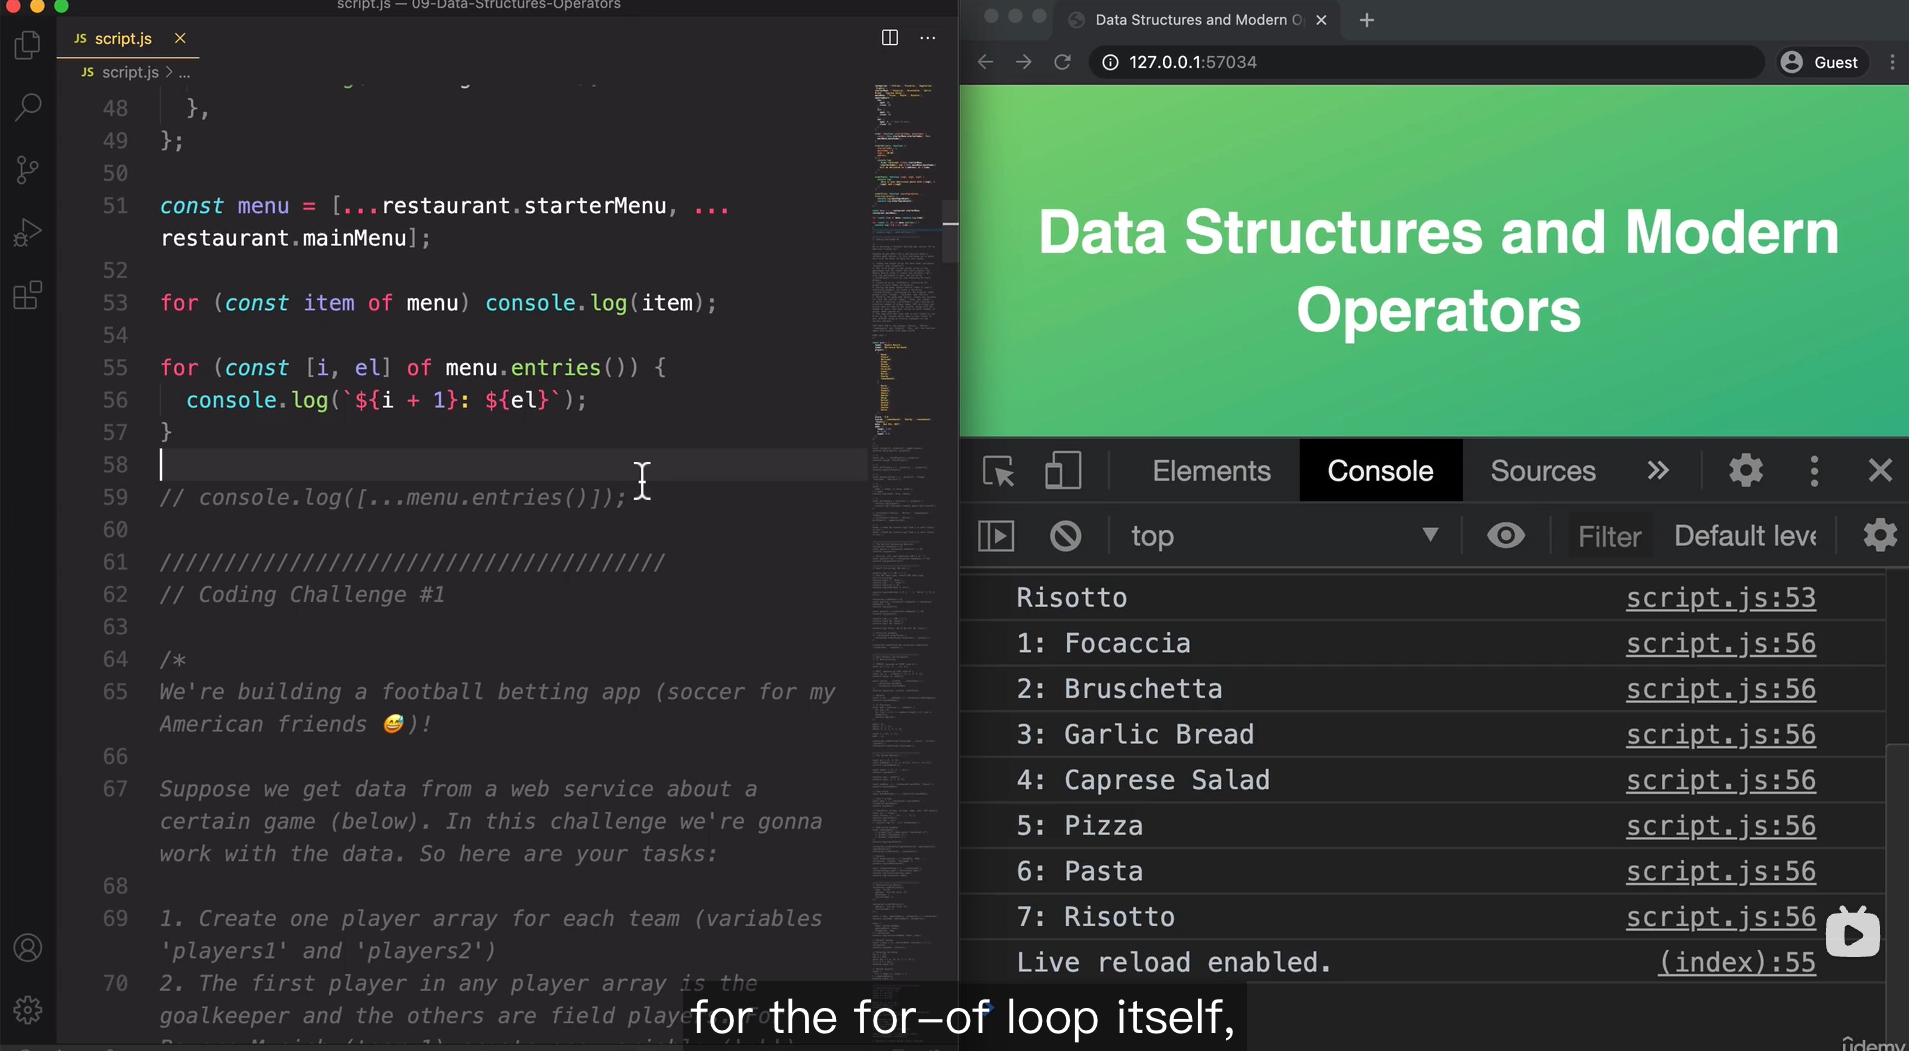 script.js — 09-Data-Structures-Operators
JS script.js
JS script.js > ...
48 },
49 };
50
51 const menu = [...restaurant.starterMenu, ...
restaurant.mainMenu];
52
53 for (const item of menu) console.log(item);
54
55 for (const [i, el] of menu.entries()) {
56 console.log(`${i + 1}: ${el}`);
57 }
58
59 // console.log([...menu.entries()]);
60
61 ///////////////////////////////////////
62 // Coding Challenge #1
63
64 /*
65 We're building a football betting app (soccer for my
American friends 😅)!
66
67 Suppose we get data from a web service about a
certain game (below). In this challenge we're gonna
work with the data. So here are your tasks:
68
69 1. Create one player array for each team (variables
'players1' and 'players2')
70 2. The first player in any player array is the
goalkeeper and the others are field players. Fo
Data Structures and Modern O
127.0.0.1:57034
Guest
Data Structures and Modern
Operators
Elements Console Sources
top Filter Default leve
Risotto script.js:53
1: Focaccia script.js:56
2: Bruschetta script.js:56
3: Garlic Bread script.js:56
4: Caprese Salad script.js:56
5: Pizza script.js:56
6: Pasta script.js:56
7: Risotto script.js:56
Live reload enabled. (index):55
for the for-of loop itself,
ûdemy